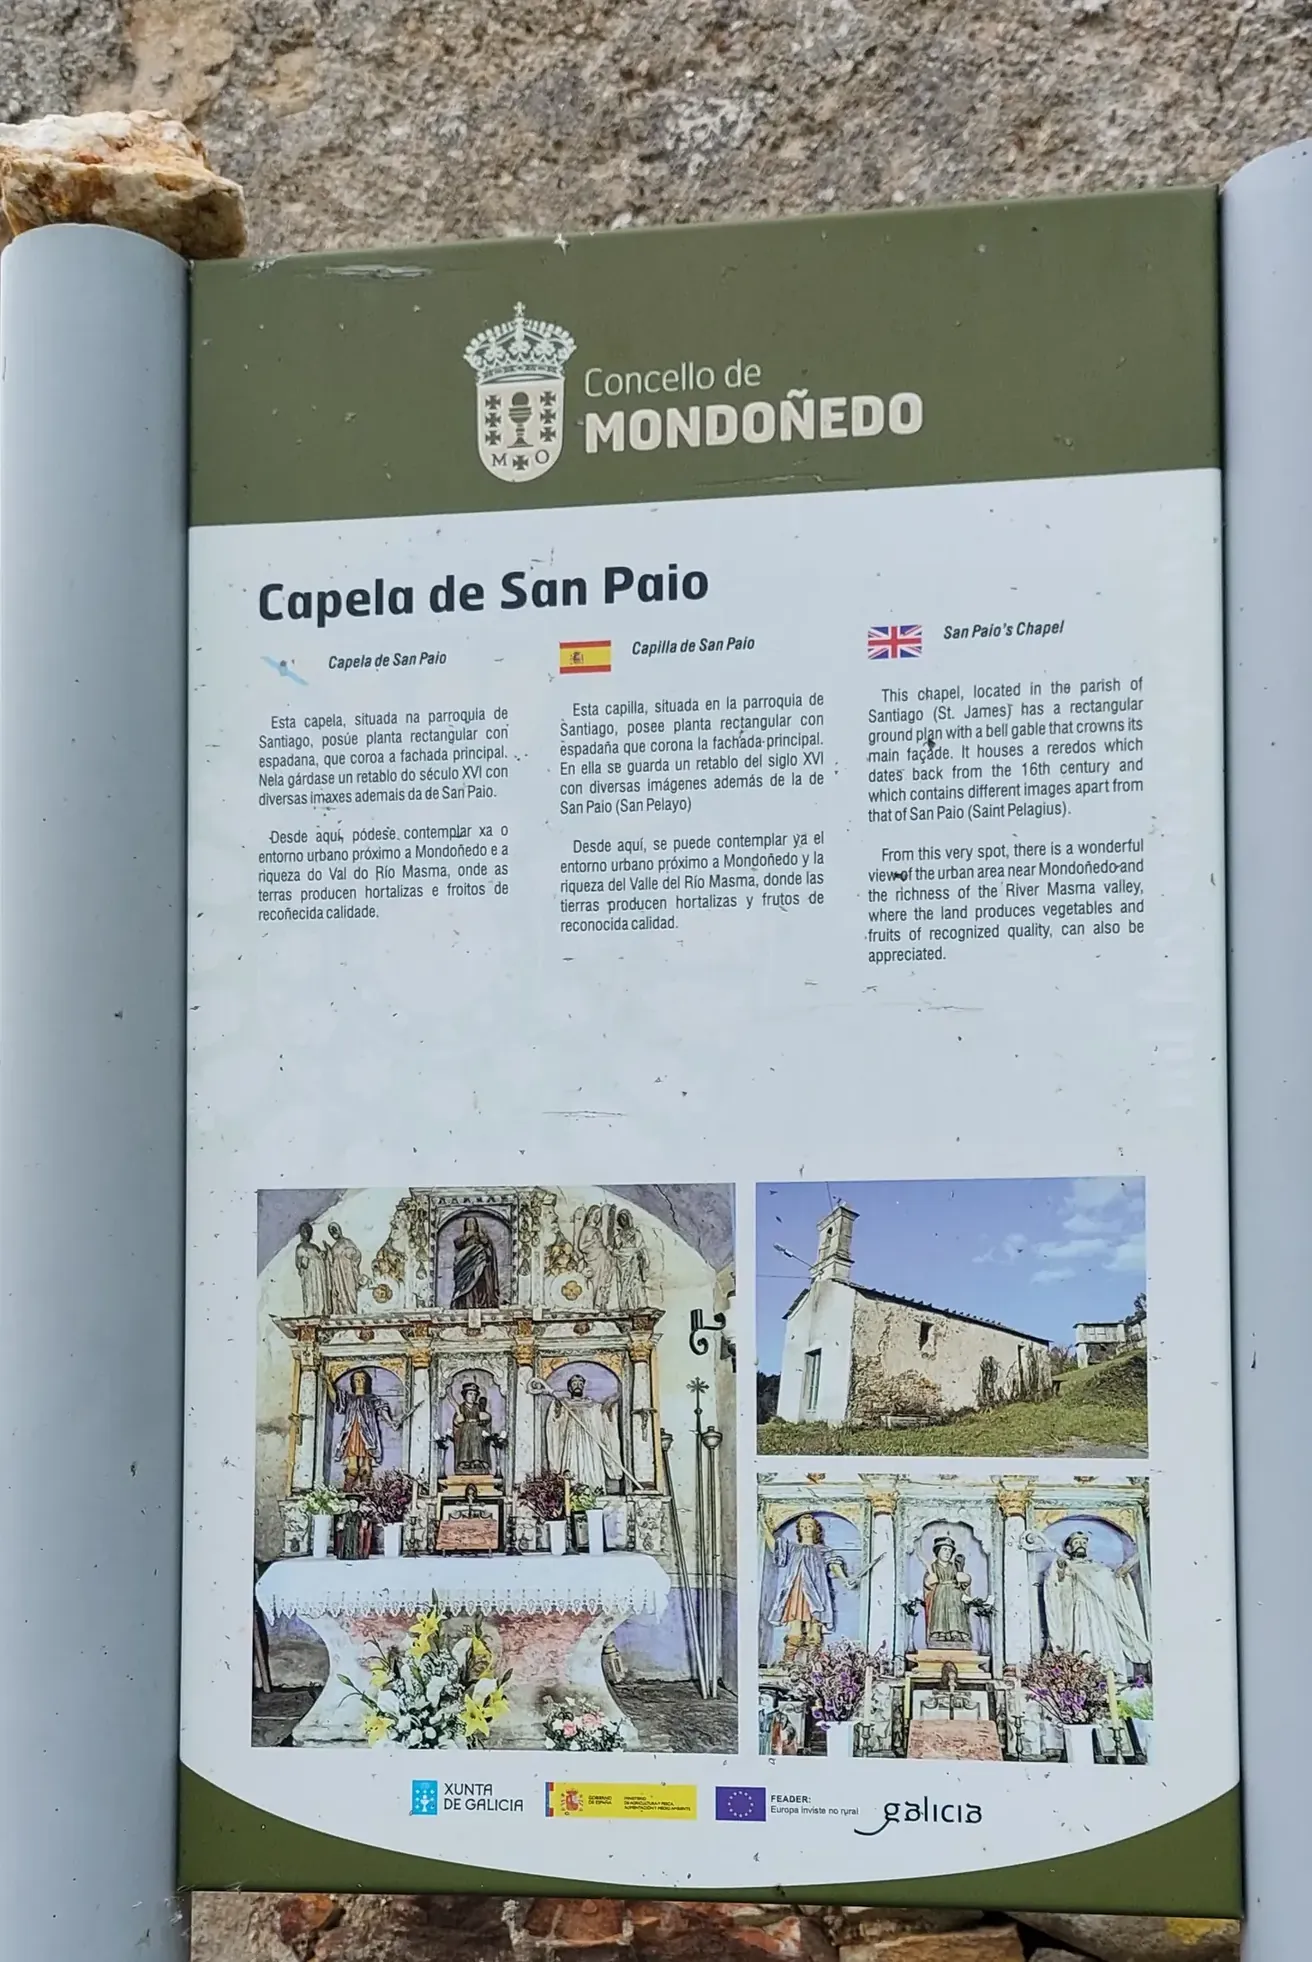 Concello de
MONDOÑEDO
M O
Capela de San Paio
Capela de San Paio
Esta capela, situada na parroquia de
Santiago, posúe planta rectangular con
espadana, que coroa a fachada principal.
Nela gárdase un retablo do século XVI con
diversas imaxes ademais da de San Paio.
Desde aquí, pódese contemplar xa o
entorno urbano próximo a Mondoñedo e a
riqueza do Val do Río Masma, onde as
terras producen hortalizas e froitos de
recoñecida calidade.
Capilla de San Paio
Esta capilla, situada en la parroquia de
Santiago, posee planta rectangular con
espadaña que corona la fachada principal.
En ella se guarda un retablo del siglo XVI
con diversas imágenes además de la de
San Paio (San Pelayo)
Desde aquí, se puede contemplar ya el
entorno urbano próximo a Mondoñedo y la
riqueza del Valle del Río Masma, donde las
tierras producen hortalizas y frutos de
reconocida calidad.
San Paio's Chapel
This chapel, located in the parish of
Santiago (St. James) has a rectangular
ground plan with a bell gable that crowns its
main façade. It houses a reredos which
dates back from the 16th century and
which contains different images apart from
that of San Paio (Saint Pelagius).
From this very spot, there is a wonderful
view of the urban area near Mondoñedo and
the richness of the River Masma valley,
where the land produces vegetables and
fruits of recognized quality, can also be
appreciated.
XUNTA
DE GALICIA
GOBIERNO
DE ESPAÑA
MINISTERIO
DE AGRICULTURA Y PESCA,
ALIMENTACIÓN Y MEDIO AMBIENTE
FEADER:
Europa inviste no rural
galicia